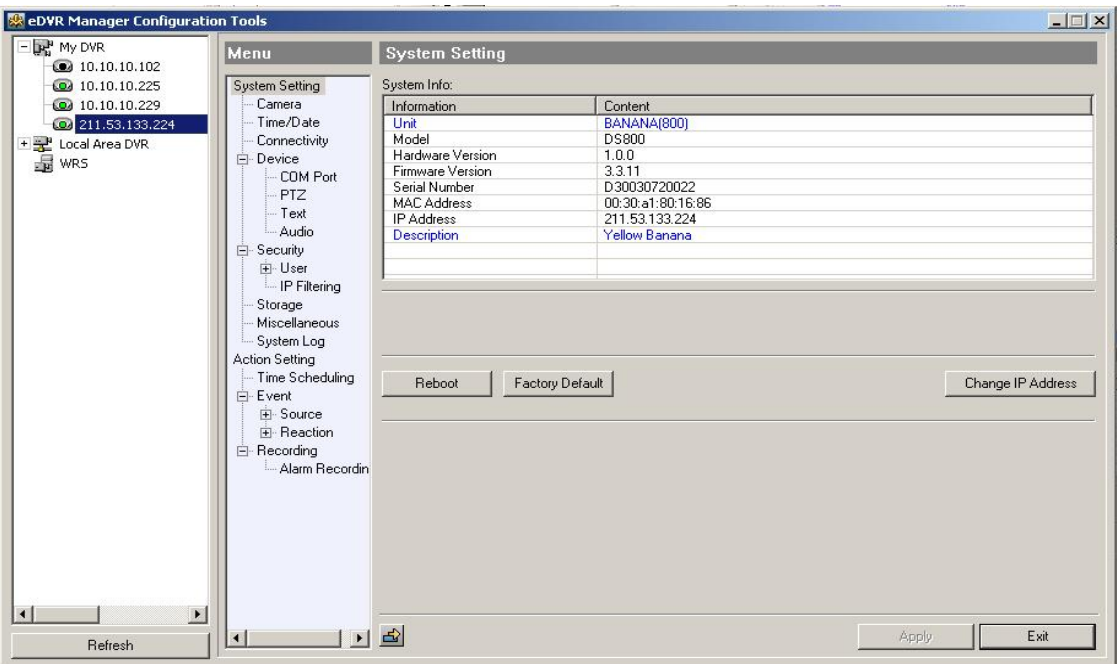 eDVR Manager Configuration Tools
My DVR
10.10.10.102
10.10.10.225
10.10.10.229
211.53.133.224
Local Area DVR
WRS
Refresh
Menu
System Setting
Camera
Time/Date
Connectivity
Device
COM Port
PTZ
Text
Audio
Security
User
IP Filtering
Storage
Miscellaneous
System Log
Action Setting
Time Scheduling
Event
Source
Reaction
Recording
Alarm Recordin
System Setting
System Info:
Information Content
Unit BANANA(800)
Model DS800
Hardware Version 1.0.0
Firmware Version 3.3.11
Serial Number D30030720022
MAC Address 00:30:a1:80:16:86
IP Address 211.53.133.224
Description Yellow Banana
Reboot Factory Default Change IP Address
Apply Exit